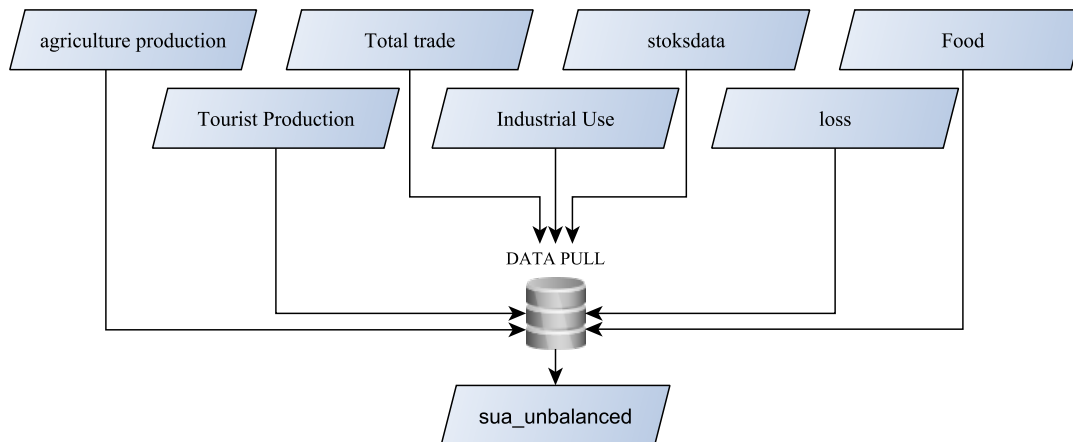 agriculture production
Total trade
stoksdata
Food
Tourist Production
Industrial Use
loss
DATA PULL
sua_unbalanced